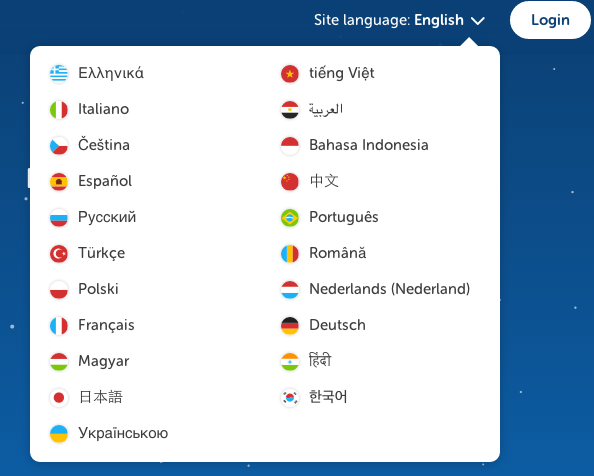 Site language: English
Login
Ελληνικά
Italiano
Čeština
Español
Русский
Türkçe
Polski
Français
Magyar
日本語
Українською
tiếng Việt
العربية
Bahasa Indonesia
中文
Português
Română
Nederlands (Nederland)
Deutsch
हिंदी
한국어